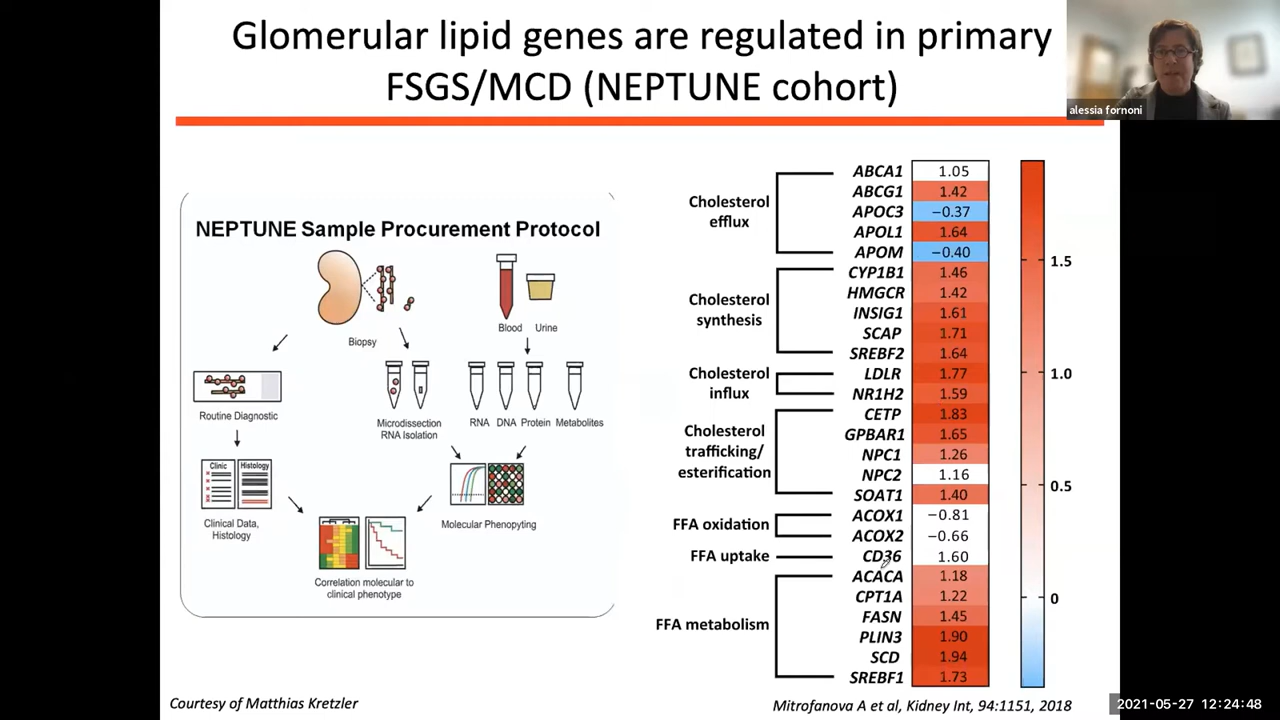 Glomerular lipid genes are regulated in primary
FSGS/MCD (NEPTUNE cohort)
alessia fornoni
NEPTUNE Sample Procurement Protocol
Biopsy
Blood
Urine
Routine Diagnostic
Microdissection
RNA Isolation
RNA
DNA
Protein
Metabolites
Clinic
Histology
Clinical Data,
Histology
Molecular Phenopyting
Correlation molecular to
clinical phenotype
Cholesterol
efflux
ABCA1 1.05
ABCG1 1.42
APOC3 −0.37
APOL1 1.64
APOM −0.40
Cholesterol
synthesis
CYP1B1 1.46
HMGCR 1.42
INSIG1 1.61
SCAP 1.71
SREBF2 1.64
Cholesterol
influx
LDLR 1.77
NR1H2 1.59
Cholesterol
trafficking/
esterification
CETP 1.83
GPBAR1 1.65
NPC1 1.26
NPC2 1.16
SOAT1 1.40
FFA oxidation
ACOX1 −0.81
ACOX2 −0.66
FFA uptake
CD36 1.60
FFA metabolism
ACACA 1.18
CPT1A 1.22
FASN 1.45
PLIN3 1.90
SCD 1.94
SREBF1 1.73
1.5
1.0
0.5
0
Courtesy of Matthias Kretzler
Mitrofanova A et al, Kidney Int, 94:1151, 2018
2021-05-27 12:24:48